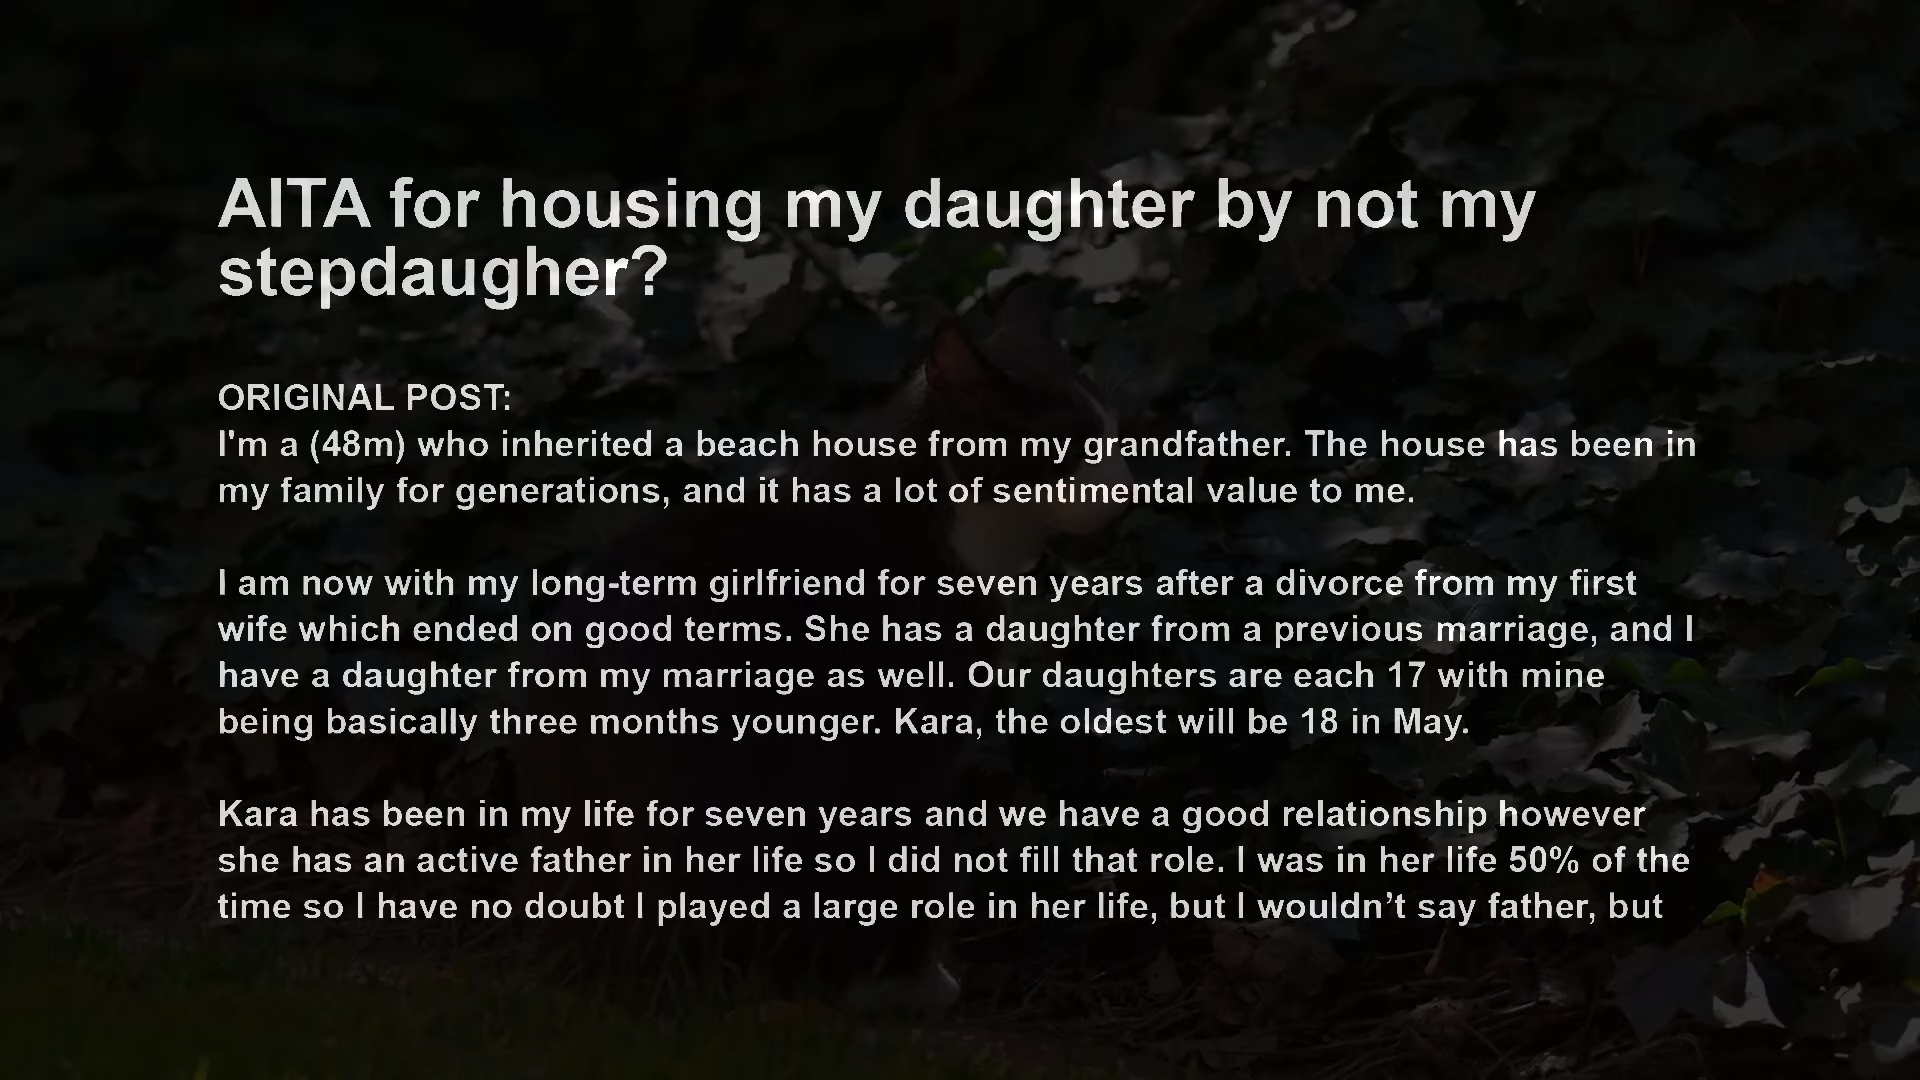 AITA for housing my daughter by not my
stepdaugher?
ORIGINAL POST:
I'm a (48m) who inherited a beach house from my grandfather. The house has been in
my family for generations, and it has a lot of sentimental value to me.
I am now with my long-term girlfriend for seven years after a divorce from my first
wife which ended on good terms. She has a daughter from a previous marriage, and I
have a daughter from my marriage as well. Our daughters are each 17 with mine
being basically three months younger. Kara, the oldest will be 18 in May.
Kara has been in my life for seven years and we have a good relationship however
she has an active father in her life so I did not fill that role. I was in her life 50% of the
time so I have no doubt I played a large role in her life, but I wouldn’t say father, but